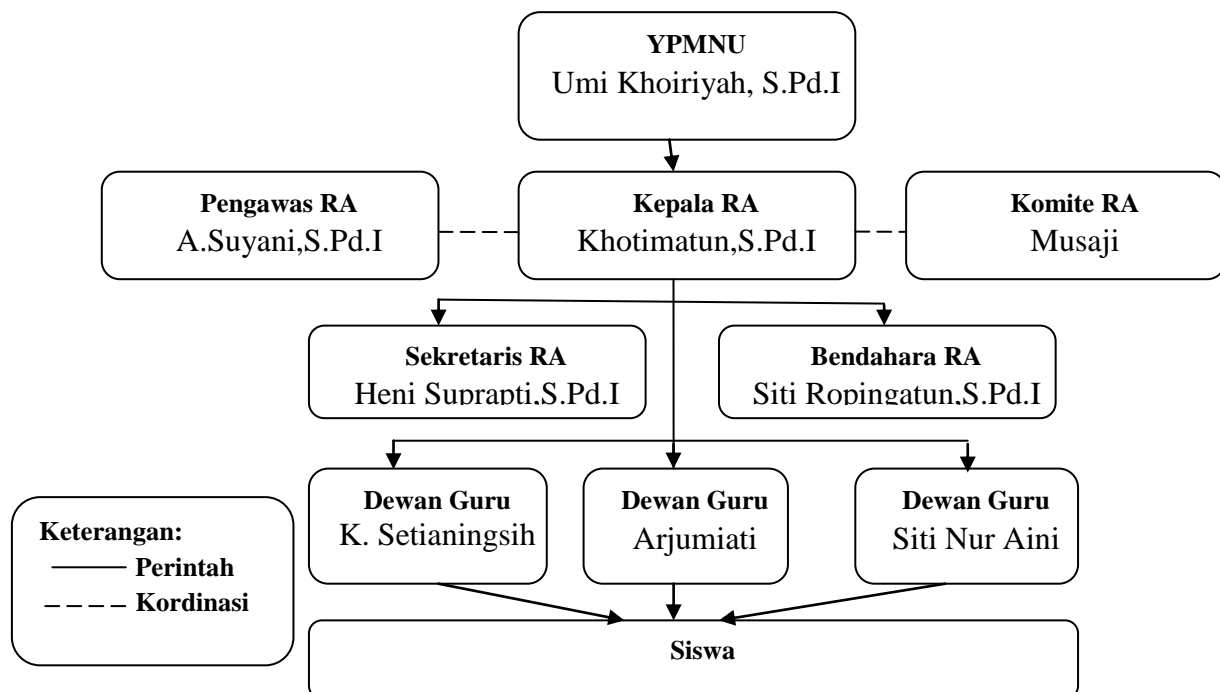 YPMNU
Umi Khoiriyah, S.Pd.I
Pengawas RA
A.Suyani,S.Pd.I
Kepala RA
Khotimatun,S.Pd.I
Komite RA
Musaji
Sekretaris RA
Heni Suprapti,S.Pd.I
Bendahara RA
Siti Ropingatun,S.Pd.I
Dewan Guru
K. Setianingsih
Dewan Guru
Arjumiati
Dewan Guru
Siti Nur Aini
Keterangan:
Perintah
Kordinasi
Siswa